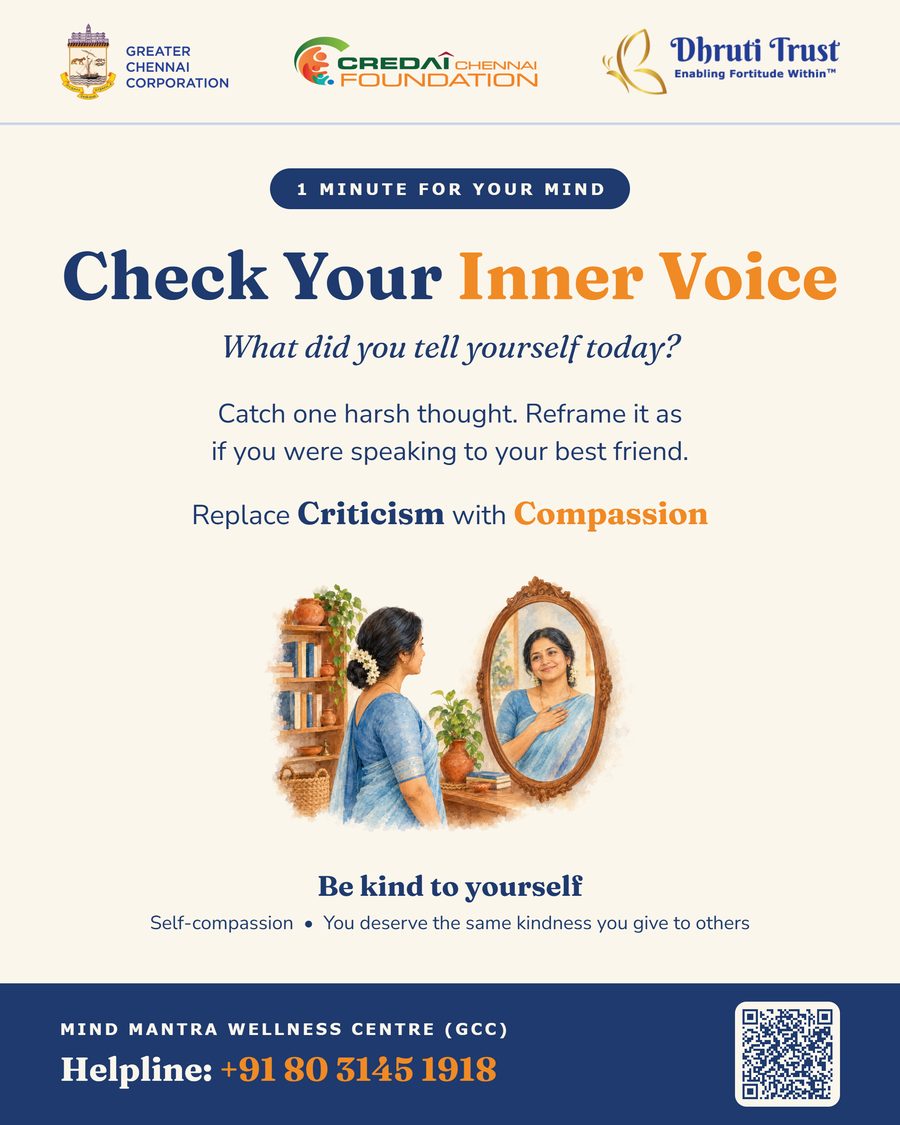 GREATER
CHENNAI
CORPORATION
CREDAÎ CHENNAI
FOUNDATION
Dhruti Trust
Enabling Fortitude Within™
1 MINUTE FOR YOUR MIND
Check Your Inner Voice
What did you tell yourself today?
Catch one harsh thought. Reframe it as
if you were speaking to your best friend.
Replace Criticism with Compassion
Be kind to yourself
Self-compassion • You deserve the same kindness you give to others
MIND MANTRA WELLNESS CENTRE (GCC)
Helpline: +91 80 3145 1918